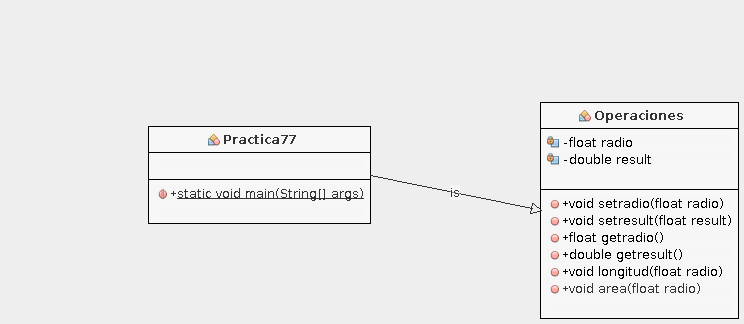 Practica77
+static void main(String[] args)
is
Operaciones
-float radio
-double result
+void setradio(float radio)
+void setresult(float result)
+float getradio()
+double getresult()
+void longitud(float radio)
+void area(float radio)